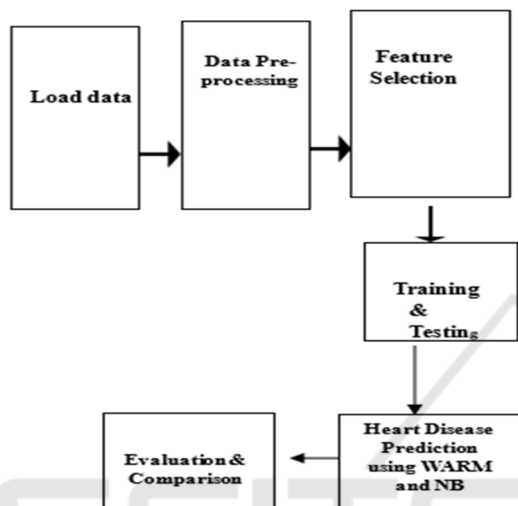 Load data
Data Pre-
processing
Feature
Selection
Training
&
Testing
Heart Disease
Prediction
using WARM
and NB
Evaluation &
Comparison